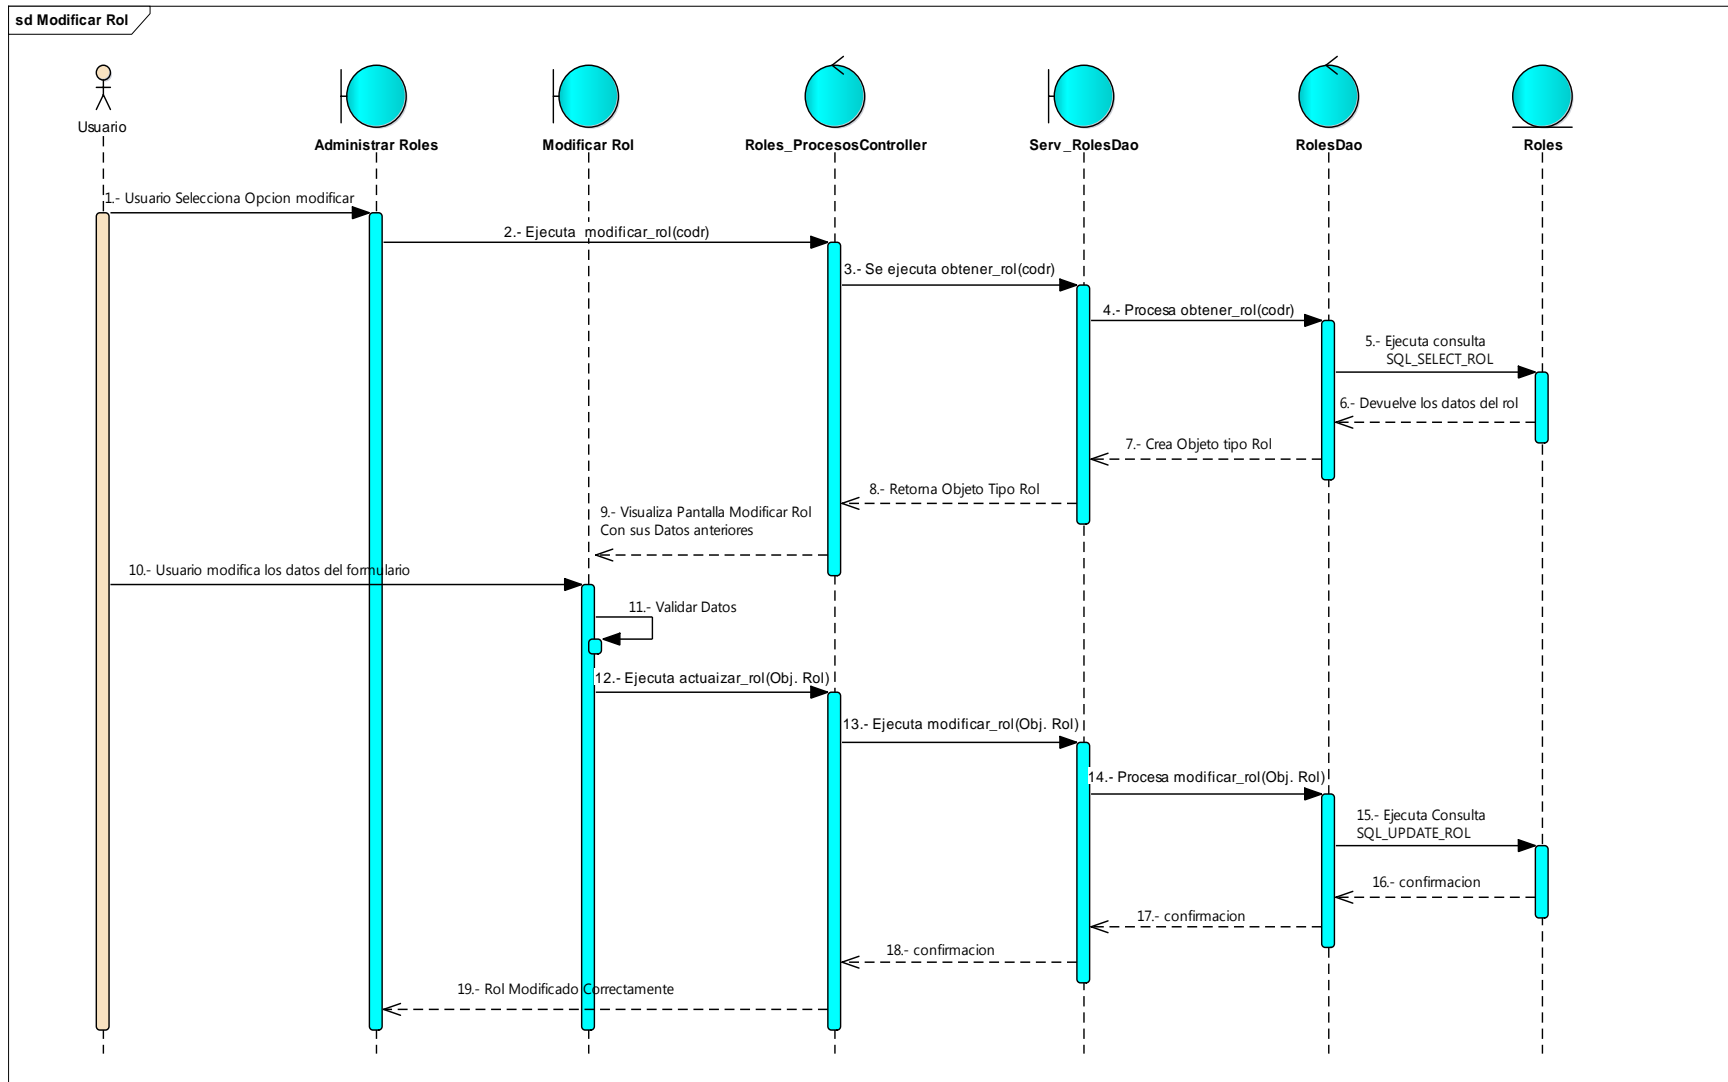 sd Modificar Rol
Usuario
Administrar Roles
Modificar Rol
Roles_ProcesosController
Serv_RolesDao
RolesDao
Roles
1.- Usuario Selecciona Opcion modificar
2.- Ejecuta modificar_rol(codr)
3.- Se ejecuta obtener_rol(codr)
4.- Procesa obtener_rol(codr)
5.- Ejecuta consulta
SQL_SELECT_ROL
6.- Devuelve los datos del rol
7.- Crea Objeto tipo Rol
8.- Retorna Objeto Tipo Rol
9.- Visualiza Pantalla Modificar Rol
Con sus Datos anteriores
10.- Usuario modifica los datos del formulario
11.- Validar Datos
12.- Ejecuta actuaizar_rol(Obj. Rol)
13.- Ejecuta modificar_rol(Obj. Rol)
14.- Procesa modificar_rol(Obj. Rol)
15.- Ejecuta Consulta
SQL_UPDATE_ROL
16.- confirmacion
17.- confirmacion
18.- confirmacion
19.- Rol Modificado Correctamente